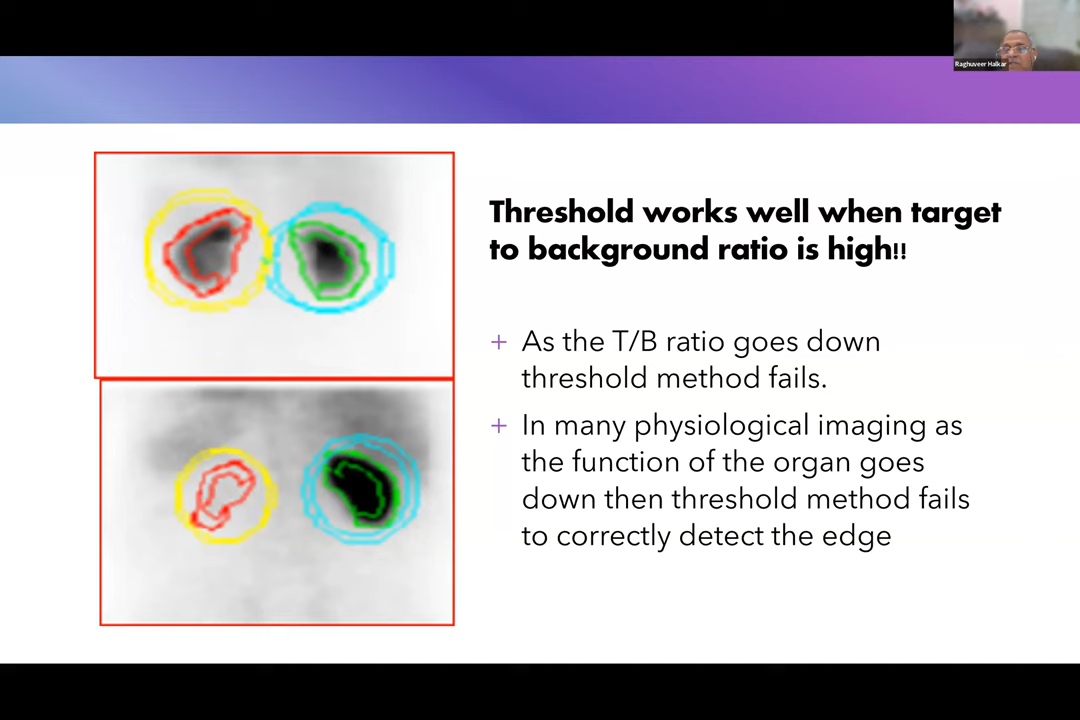 Raghuveer Halkar
Threshold works well when target
to background ratio is high!!
+ As the T/B ratio goes down
threshold method fails.
+ In many physiological imaging as
the function of the organ goes
down then threshold method fails
to correctly detect the edge